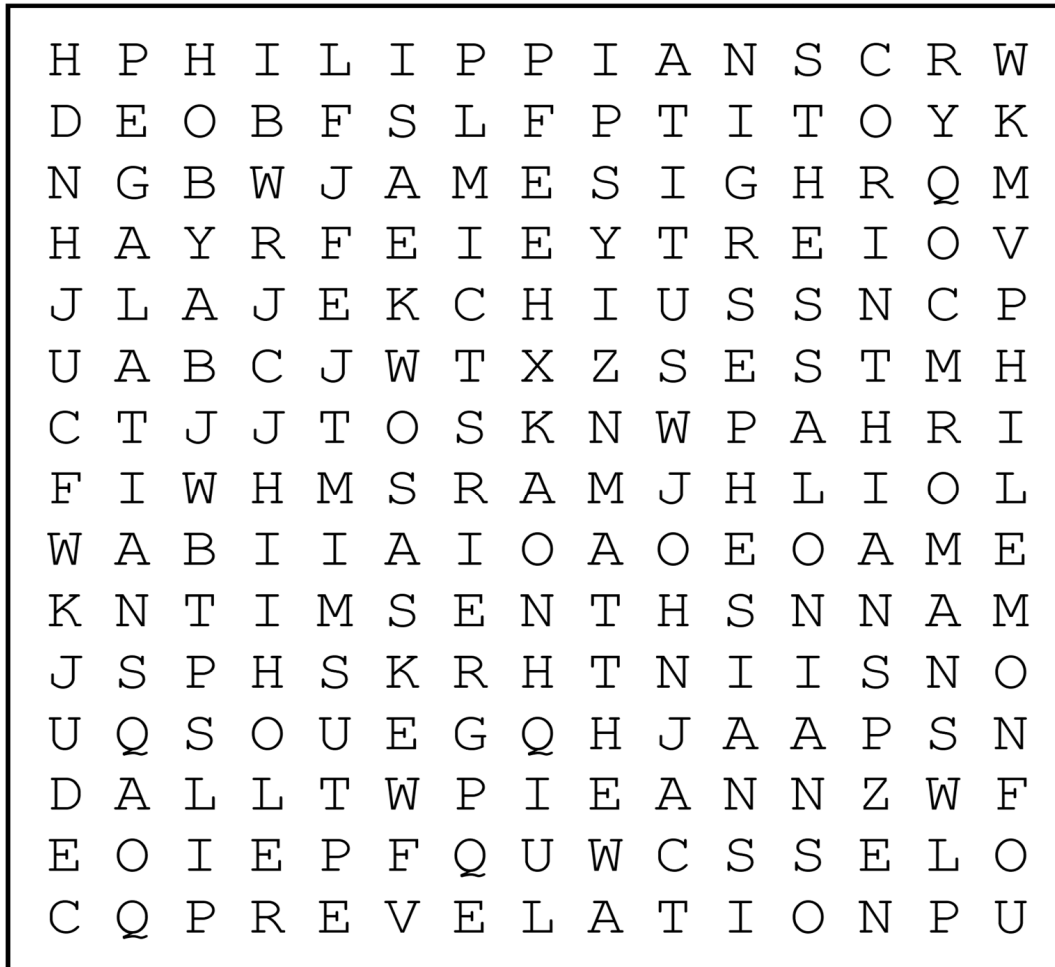 H P H I L I P P I A N S C R W
D E O B F S L F P T I T O Y K
N G B W J A M E S I G H R Q M
H A Y R F E I E Y T R E I O V
J L A J E K C H I U S S N C P
U A B C J W T X Z S E S T M H
C T J J T O S K N W P A H R I
F I W H M S R A M J H L I O L
W A B I I A I O A O E O A M E
K N T I M S E N T H S N N A M
J S P H S K R H T N I I S N O
U Q S O U E G Q H J A A P S N
D A L L T W P I E A N N Z W F
E O I E P F Q U W C S S E L O
C Q P R E V E L A T I O N P U